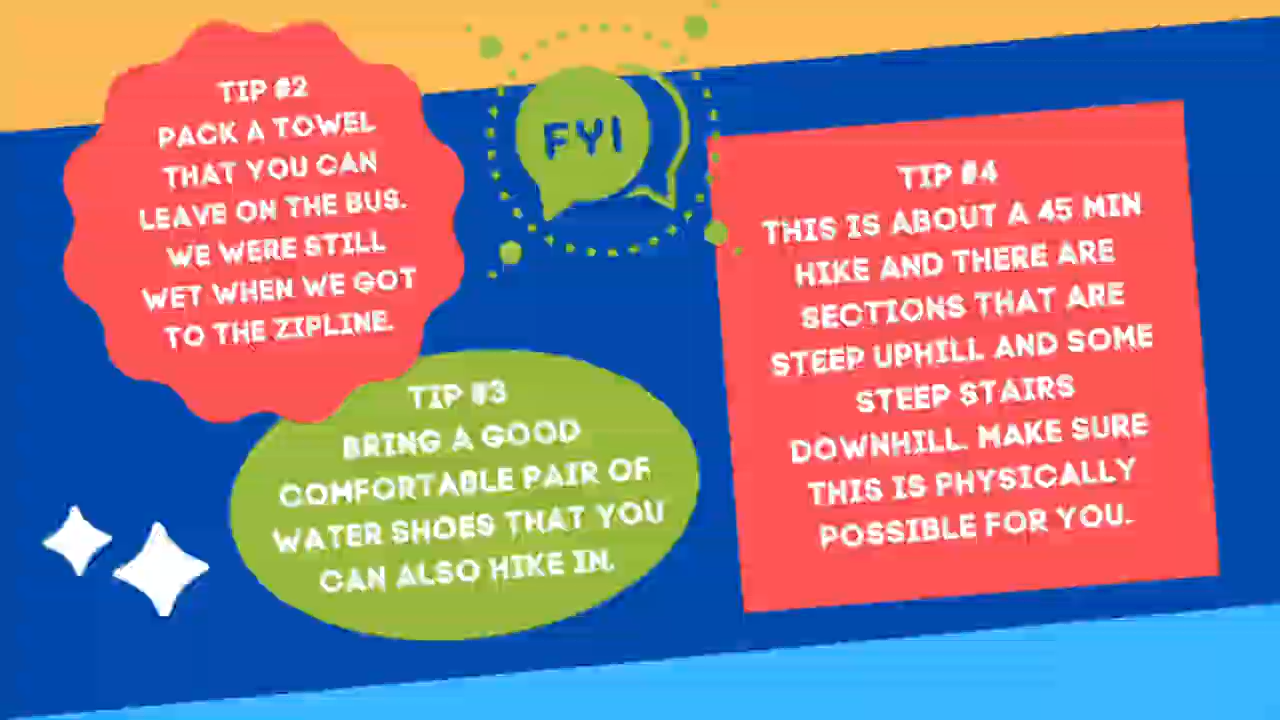 TIP #2
PACK A TOWEL
THAT YOU CAN
LEAVE ON THE BUS.
WE WERE STILL
WET WHEN WE GOT
TO THE ZIPLINE.
FYI
TIP #3
BRING A GOOD
COMFORTABLE PAIR OF
WATER SHOES THAT YOU
CAN ALSO HIKE IN.
TIP #4
THIS IS ABOUT A 45 MIN
HIKE AND THERE ARE
SECTIONS THAT ARE
STEEP UPHILL AND SOME
STEEP STAIRS
DOWNHILL. MAKE SURE
THIS IS PHYSICALLY
POSSIBLE FOR YOU.